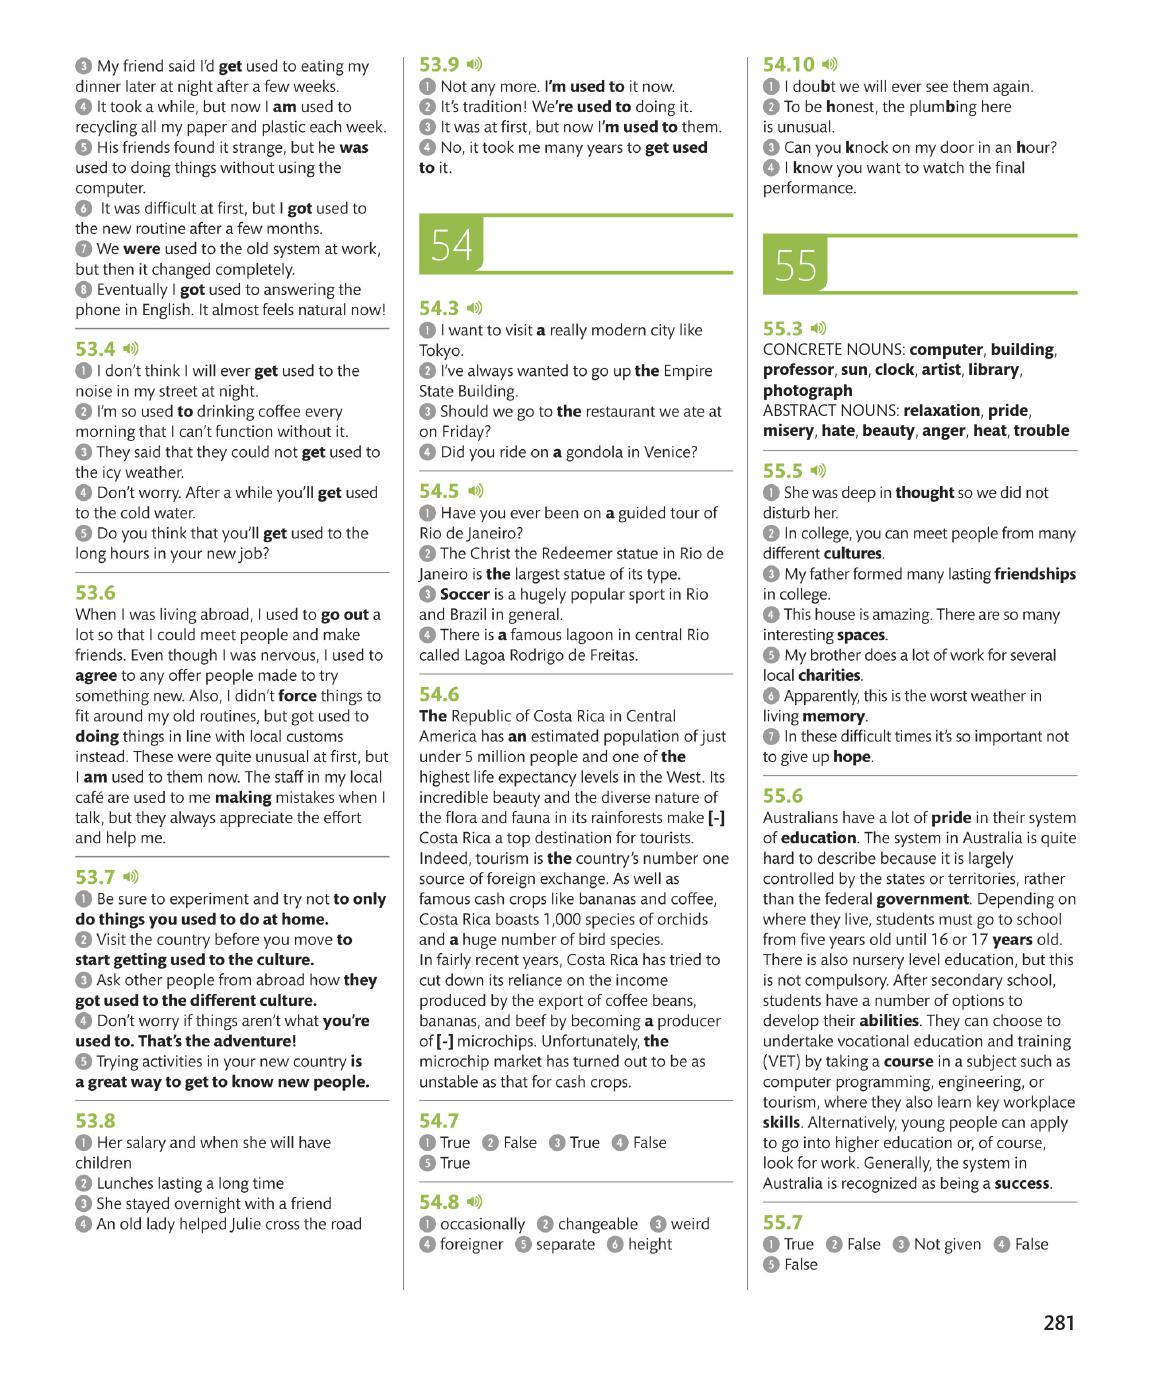 3 My friend said I'd get used to eating my
dinner later at night after a few weeks.
4 It took a while, but now I am used to
recycling all my paper and plastic each week.
5 His friends found it strange, but he was
used to doing things without using the
computer.
6 It was difficult at first, but I got used to
the new routine after a few months.
7 We were used to the old system at work,
but then it changed completely.
8 Eventually I got used to answering the
phone in English. It almost feels natural now!
53.4
1 I don't think I will ever get used to the
noise in my street at night.
2 I'm so used to drinking coffee every
morning that I can't function without it.
3 They said that they could not get used to
the icy weather.
4 Don't worry. After a while you'll get used
to the cold water.
5 Do you think that you'll get used to the
long hours in your new job?
53.6
When I was living abroad, I used to go out a
lot so that I could meet people and make
friends. Even though I was nervous, I used to
agree to any offer people made to try
something new. Also, I didn't force things to
fit around my old routines, but got used to
doing things in line with local customs
instead. These were quite unusual at first, but
I am used to them now. The staff in my local
café are used to me making mistakes when I
talk, but they always appreciate the effort
and help me.
53.7
1 Be sure to experiment and try not to only
do things you used to do at home.
2 Visit the country before you move to
start getting used to the culture.
3 Ask other people from abroad how they
got used to the different culture.
4 Don't worry if things aren't what you're
used to. That's the adventure!
5 Trying activities in your new country is
a great way to get to know new people.
53.8
1 Her salary and when she will have
children
2 Lunches lasting a long time
3 She stayed overnight with a friend
4 An old lady helped Julie cross the road
53.9
1 Not any more. I'm used to it now.
2 It's tradition! We're used to doing it.
3 It was at first, but now I'm used to them.
4 No, it took me many years to get used
to it.
54
54.3
1 I want to visit a really modern city like
Tokyo.
2 I've always wanted to go up the Empire
State Building.
3 Should we go to the restaurant we ate at
on Friday?
4 Did you ride on a gondola in Venice?
54.5
1 Have you ever been on a guided tour of
Rio de Janeiro?
2 The Christ the Redeemer statue in Rio de
Janeiro is the largest statue of its type.
3 Soccer is a hugely popular sport in Rio
and Brazil in general.
4 There is a famous lagoon in central Rio
called Lagoa Rodrigo de Freitas.
54.6
The Republic of Costa Rica in Central
America has an estimated population of just
under 5 million people and one of the
highest life expectancy levels in the West. Its
incredible beauty and the diverse nature of
the flora and fauna in its rainforests make [-]
Costa Rica a top destination for tourists.
Indeed, tourism is the country's number one
source of foreign exchange. As well as
famous cash crops like bananas and coffee,
Costa Rica boasts 1,000 species of orchids
and a huge number of bird species.
In fairly recent years, Costa Rica has tried to
cut down its reliance on the income
produced by the export of coffee beans,
bananas, and beef by becoming a producer
of [-] microchips. Unfortunately, the
microchip market has turned out to be as
unstable as that for cash crops.
54.7
1 True 2 False 3 True 4 False
5 True
54.8
1 occasionally 2 changeable 3 weird
4 foreigner 5 separate 6 height
54.10
1 I doubt we will ever see them again.
2 To be honest, the plumbing here
is unusual.
3 Can you knock on my door in an hour?
4 I know you want to watch the final
performance.
55
55.3
CONCRETE NOUNS: computer, building,
professor, sun, clock, artist, library,
photograph
ABSTRACT NOUNS: relaxation, pride,
misery, hate, beauty, anger, heat, trouble
55.5
1 She was deep in thought so we did not
disturb her.
2 In college, you can meet people from many
different cultures.
3 My father formed many lasting friendships
in college.
4 This house is amazing. There are so many
interesting spaces.
5 My brother does a lot of work for several
local charities.
6 Apparently, this is the worst weather in
living memory.
7 In these difficult times it's so important not
to give up hope.
55.6
Australians have a lot of pride in their system
of education. The system in Australia is quite
hard to describe because it is largely
controlled by the states or territories, rather
than the federal government. Depending on
where they live, students must go to school
from five years old until 16 or 17 years old.
There is also nursery level education, but this
is not compulsory. After secondary school,
students have a number of options to
develop their abilities. They can choose to
undertake vocational education and training
(VET) by taking a course in a subject such as
computer programming, engineering, or
tourism, where they also learn key workplace
skills. Alternatively, young people can apply
to go into higher education or, of course,
look for work. Generally, the system in
Australia is recognized as being a success.
55.7
1 True 2 False 3 Not given 4 False
5 False
281